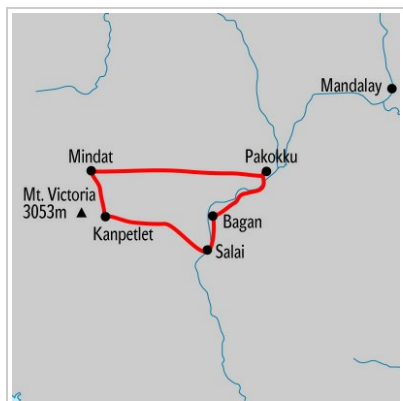 Mandalay
Mindat
Pakokku
Mt. Victoria
3053m
Kanpetlet
Bagan
Salai